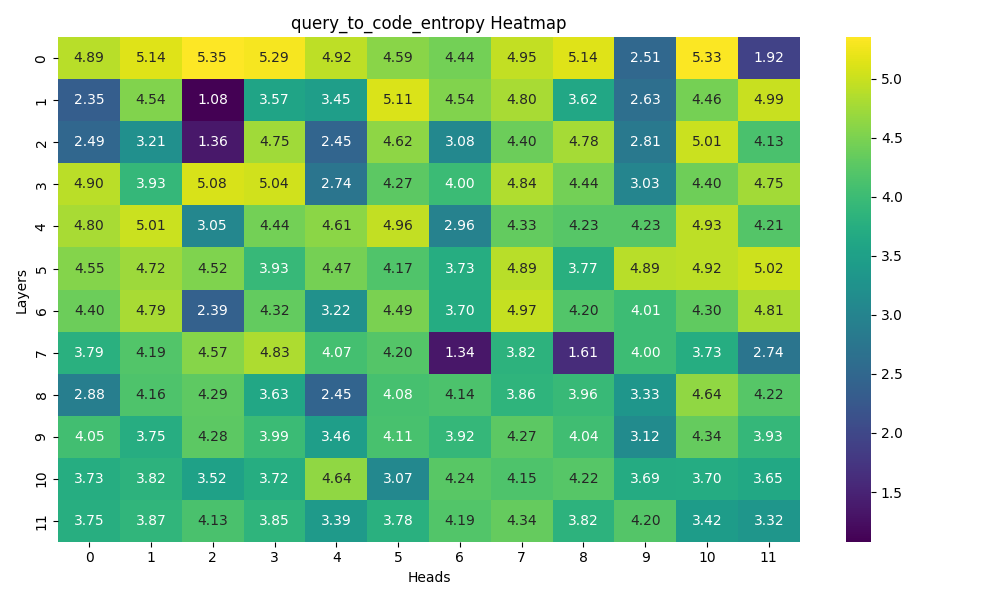 query_to_code_entropy Heatmap
0 4.89 5.14 5.35 5.29 4.92 4.59 4.44 4.95 5.14 2.51 5.33 1.92
1 2.35 4.54 1.08 3.57 3.45 5.11 4.54 4.80 3.62 2.63 4.46 4.99
2 2.49 3.21 1.36 4.75 2.45 4.62 3.08 4.40 4.78 2.81 5.01 4.13
3 4.90 3.93 5.08 5.04 2.74 4.27 4.00 4.84 4.44 3.03 4.40 4.75
4 4.80 5.01 3.05 4.44 4.61 4.96 2.96 4.33 4.23 4.23 4.93 4.21
5 4.55 4.72 4.52 3.93 4.47 4.17 3.73 4.89 3.77 4.89 4.92 5.02
6 4.40 4.79 2.39 4.32 3.22 4.49 3.70 4.97 4.20 4.01 4.30 4.81
7 3.79 4.19 4.57 4.83 4.07 4.20 1.34 3.82 1.61 4.00 3.73 2.74
8 2.88 4.16 4.29 3.63 2.45 4.08 4.14 3.86 3.96 3.33 4.64 4.22
9 4.05 3.75 4.28 3.99 3.46 4.11 3.92 4.27 4.04 3.12 4.34 3.93
10 3.73 3.82 3.52 3.72 4.64 3.07 4.24 4.15 4.22 3.69 3.70 3.65
11 3.75 3.87 4.13 3.85 3.39 3.78 4.19 4.34 3.82 4.20 3.42 3.32
0 1 2 3 4 5 6 7 8 9 10 11
Heads
Layers
5.0
4.5
4.0
3.5
3.0
2.5
2.0
1.5